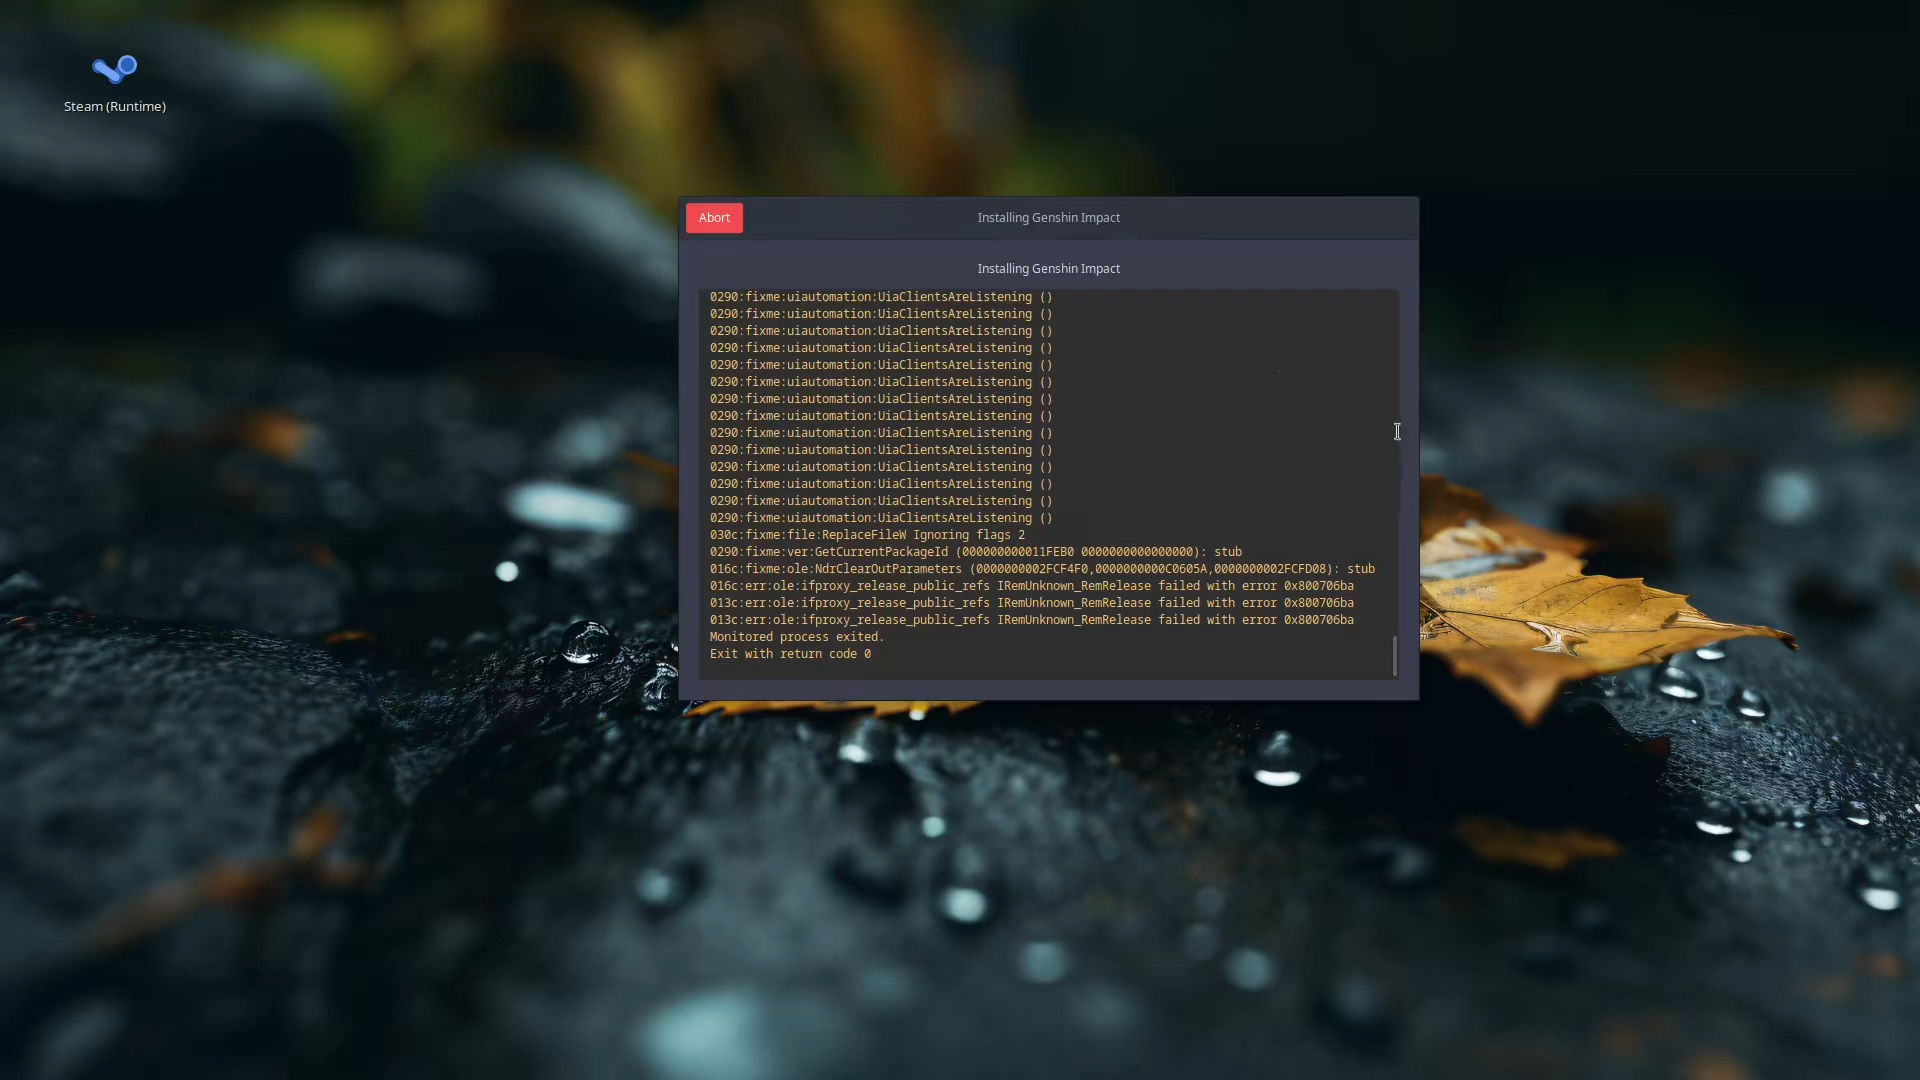 Steam (Runtime)
Abort
Installing Genshin Impact
Installing Genshin Impact
0290:fixme:uiautomation:UiaClientsAreListening ()
0290:fixme:uiautomation:UiaClientsAreListening ()
0290:fixme:uiautomation:UiaClientsAreListening ()
0290:fixme:uiautomation:UiaClientsAreListening ()
0290:fixme:uiautomation:UiaClientsAreListening ()
0290:fixme:uiautomation:UiaClientsAreListening ()
0290:fixme:uiautomation:UiaClientsAreListening ()
0290:fixme:uiautomation:UiaClientsAreListening ()
0290:fixme:uiautomation:UiaClientsAreListening ()
0290:fixme:uiautomation:UiaClientsAreListening ()
0290:fixme:uiautomation:UiaClientsAreListening ()
0290:fixme:uiautomation:UiaClientsAreListening ()
0290:fixme:uiautomation:UiaClientsAreListening ()
0290:fixme:uiautomation:UiaClientsAreListening ()
030c:fixme:file:ReplaceFileW Ignoring flags 2
0290:fixme:ver:GetCurrentPackageId (000000000011FEB0 0000000000000000): stub
016c:fixme:ole:NdrClearOutParameters (0000000002FCF4F0,0000000000C0605A,0000000002FCFD08): stub
016c:err:ole:ifproxy_release_public_refs IRemUnknown_RemRelease failed with error 0x800706ba
013c:err:ole:ifproxy_release_public_refs IRemUnknown_RemRelease failed with error 0x800706ba
013c:err:ole:ifproxy_release_public_refs IRemUnknown_RemRelease failed with error 0x800706ba
Monitored process exited.
Exit with return code 0